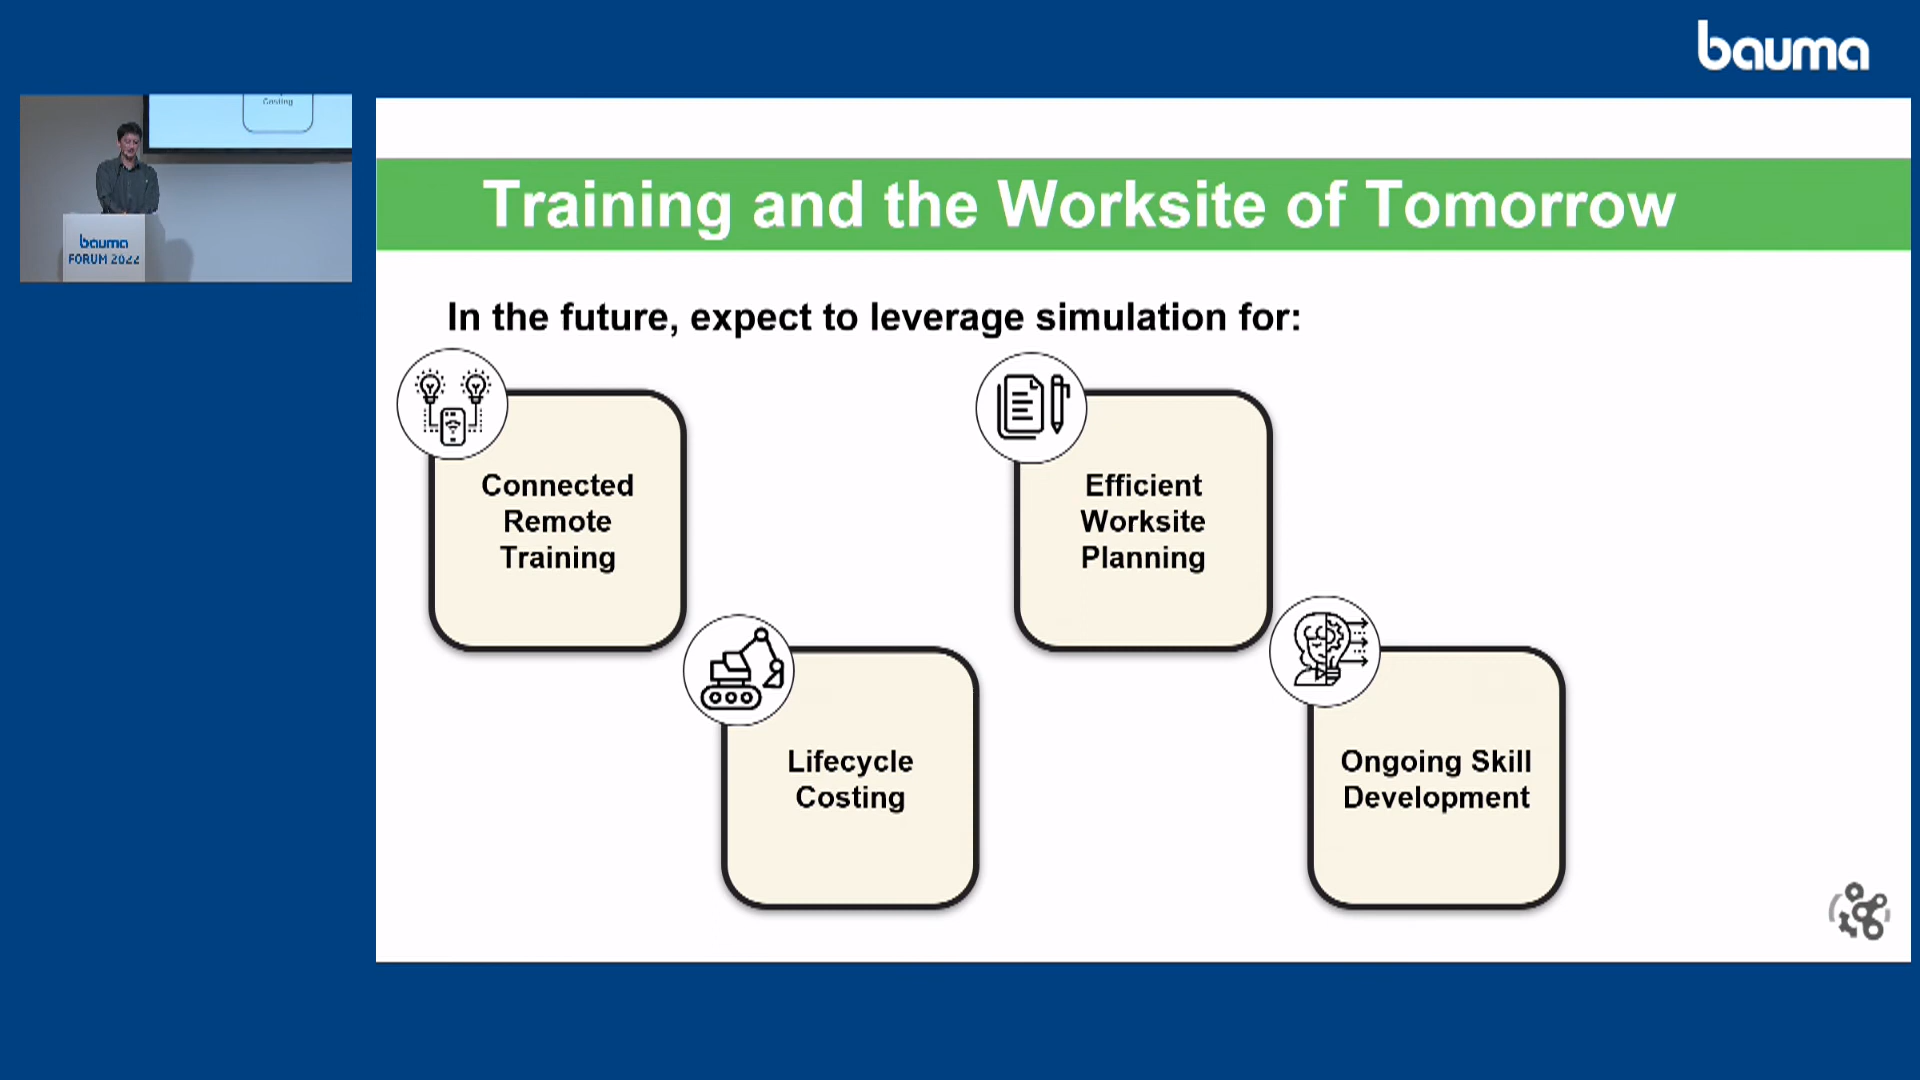 bauma
Costing
bauma
FORUM 2022
Training and the Worksite of Tomorrow
In the future, expect to leverage simulation for:
Connected
Remote
Training
Efficient
Worksite
Planning
Lifecycle
Costing
Ongoing Skill
Development